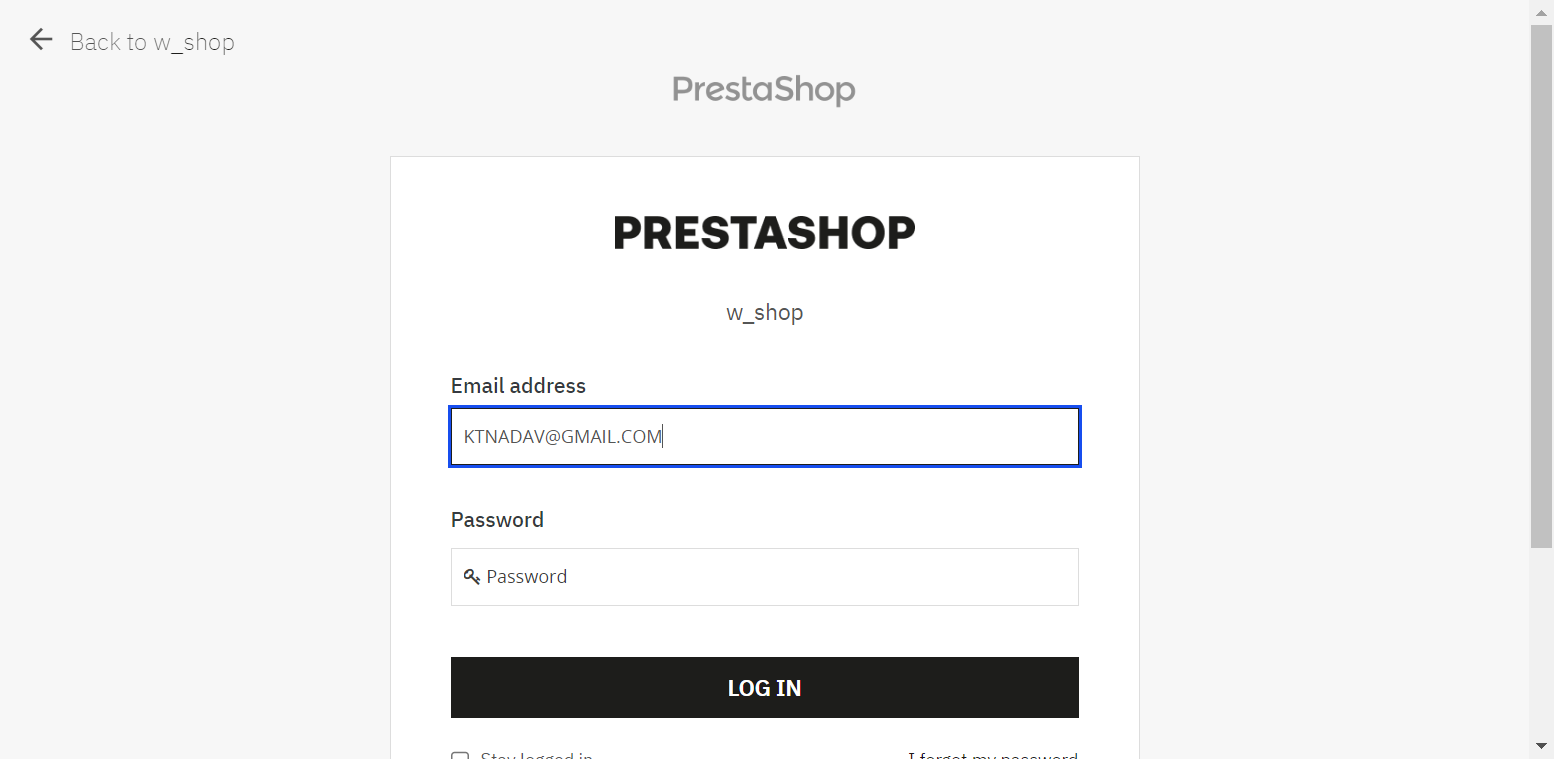 Back to w_shop
PrestaShop
PRESTASHOP
w_shop
Email address
KTNADAV@GMAIL.COM
Password
Password
LOG IN
Stay logged in
I forgot my password